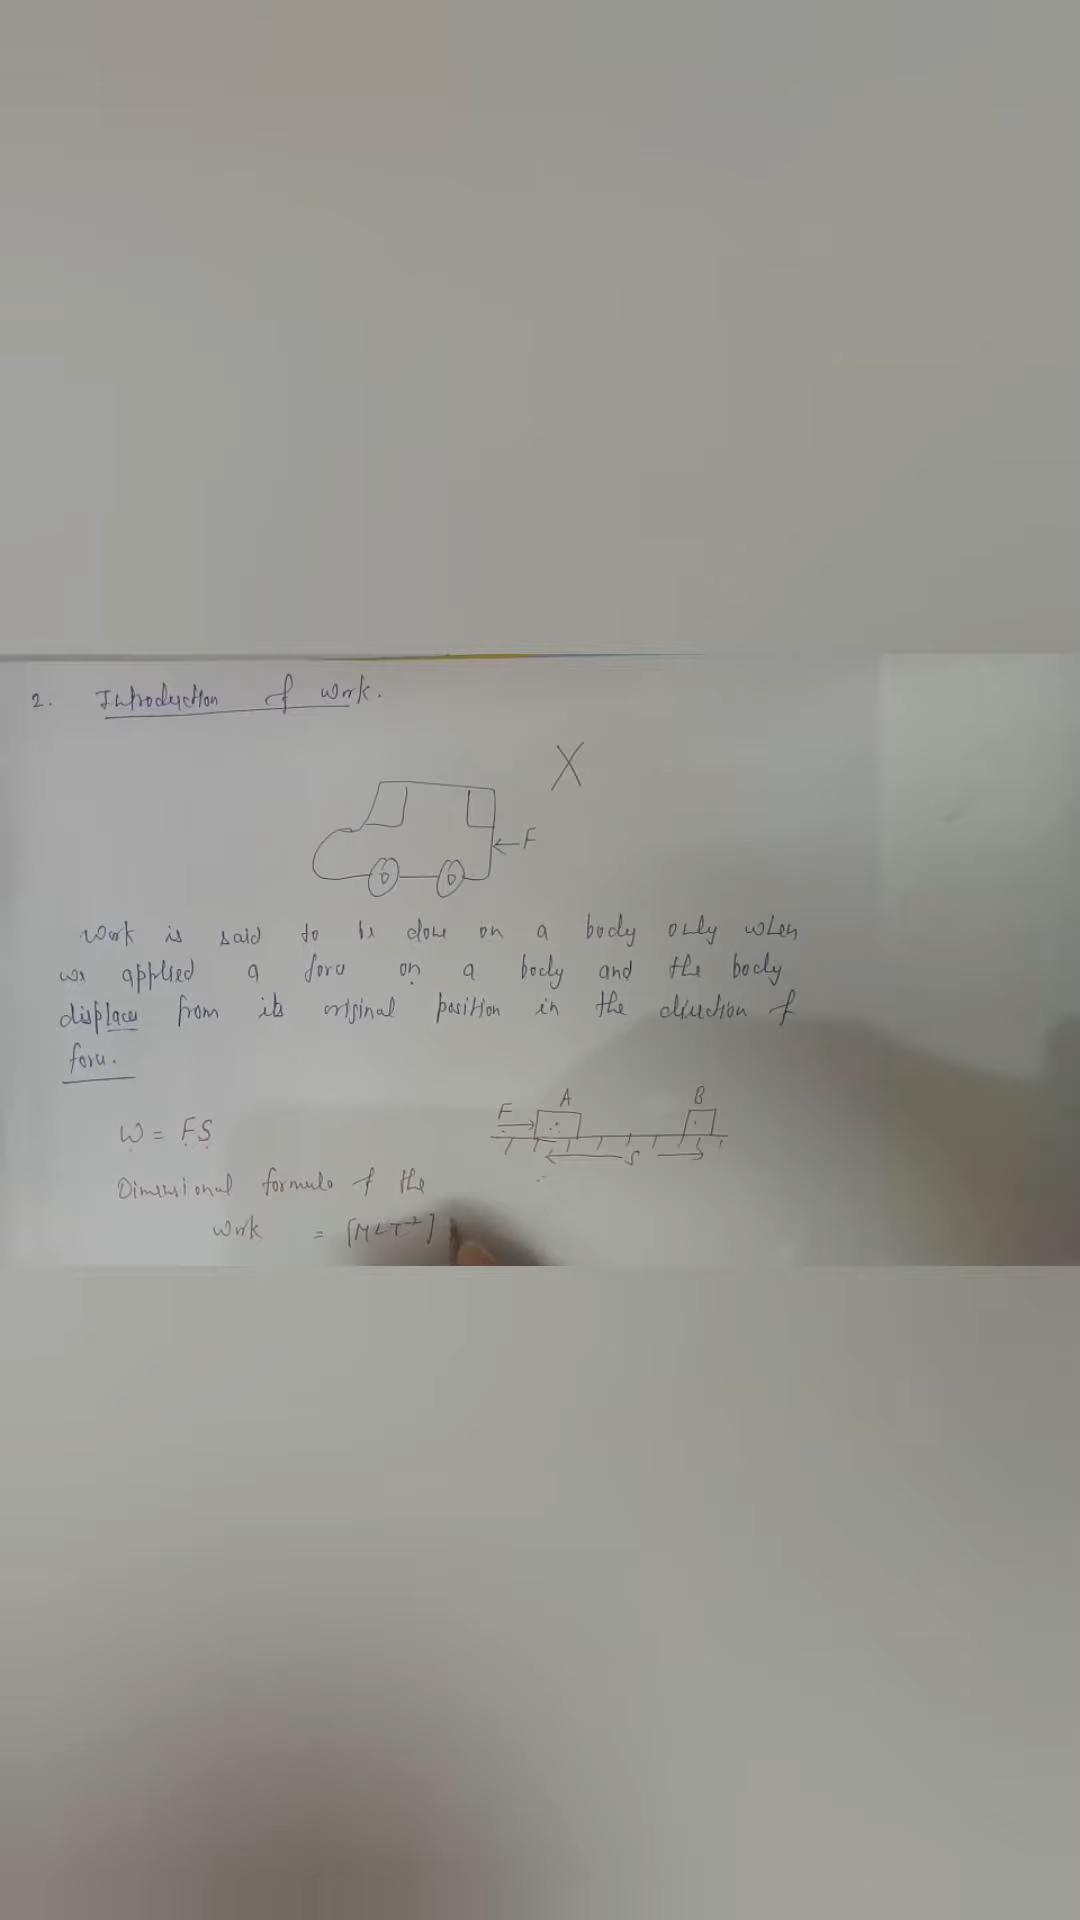 2. Introduction of work.
X
F
Work is said to be done on a body only when
we applied a force on a body and the body
displaces from its original position in the direction of
force.
F A B
W = FS
S
Dimensional formula of the
work = [MLT⁻²]